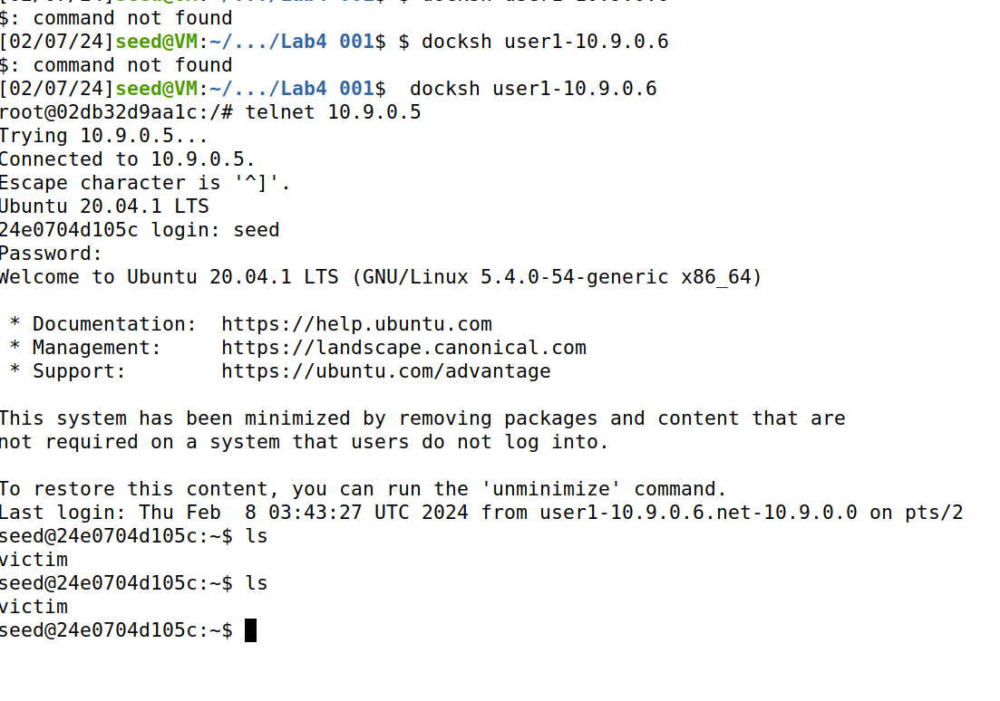 $: command not found
[02/07/24]seed@VM:~/.../Lab4 001$ $ docksh user1-10.9.0.6
$: command not found
[02/07/24]seed@VM:~/.../Lab4 001$  docksh user1-10.9.0.6
root@02db32d9aa1c:/# telnet 10.9.0.5
Trying 10.9.0.5...
Connected to 10.9.0.5.
Escape character is '^]'.
Ubuntu 20.04.1 LTS
24e0704d105c login: seed
Password:
Welcome to Ubuntu 20.04.1 LTS (GNU/Linux 5.4.0-54-generic x86_64)

 * Documentation:  https://help.ubuntu.com
 * Management:     https://landscape.canonical.com
 * Support:        https://ubuntu.com/advantage

This system has been minimized by removing packages and content that are
not required on a system that users do not log into.

To restore this content, you can run the 'unminimize' command.
Last login: Thu Feb  8 03:43:27 UTC 2024 from user1-10.9.0.6.net-10.9.0.0 on pts/2
seed@24e0704d105c:~$ ls
victim
seed@24e0704d105c:~$ ls
victim
seed@24e0704d105c:~$